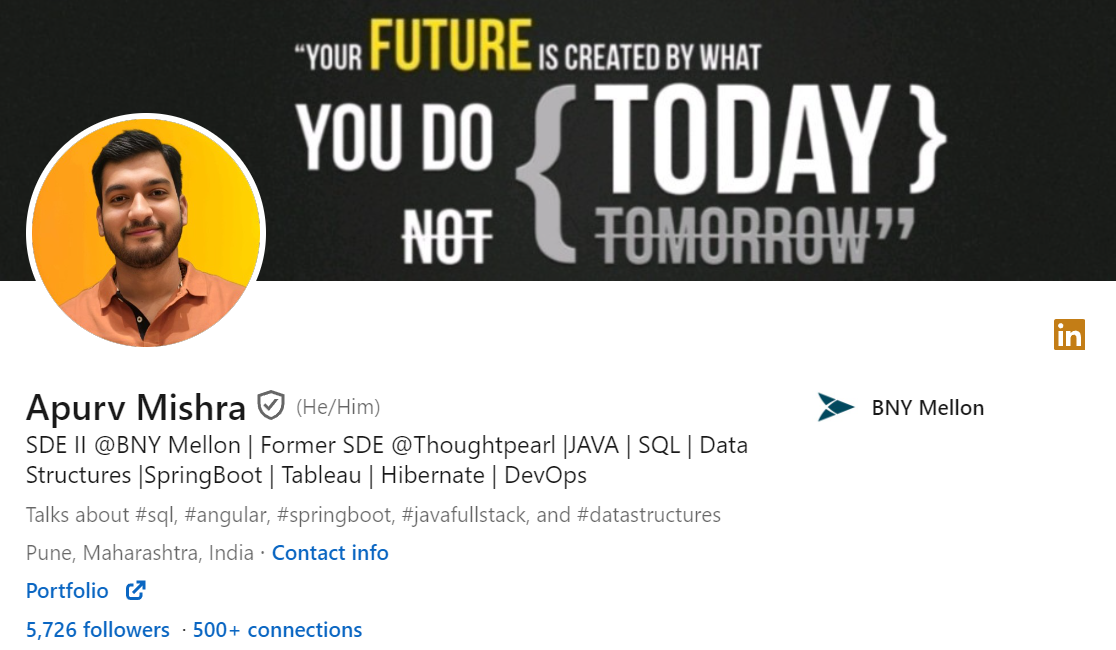 “YOUR FUTURE IS CREATED BY WHAT
YOU DO { TODAY }
NOT TOMORROW”
in
Apurv Mishra (He/Him)
BNY Mellon
SDE II @BNY Mellon | Former SDE @Thoughtpearl |JAVA | SQL | Data
Structures |SpringBoot | Tableau | Hibernate | DevOps
Talks about #sql, #angular, #springboot, #javafullstack, and #datastructures
Pune, Maharashtra, India · Contact info
Portfolio
5,726 followers · 500+ connections